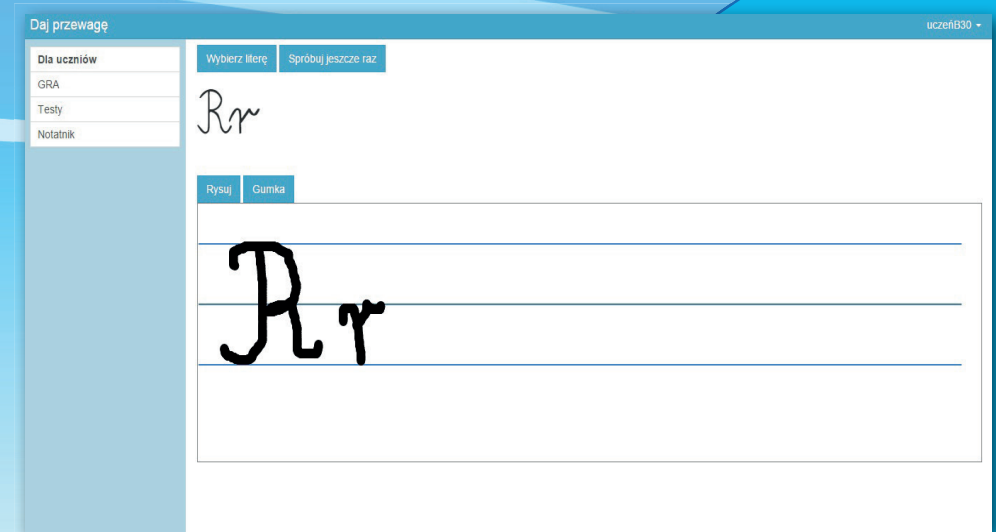 Daj przewagę uczeńB30
Dla uczniów
GRA
Testy
Notatnik
Wybierz literę Spróbuj jeszcze raz
Rr
Rysuj Gumka
Rr